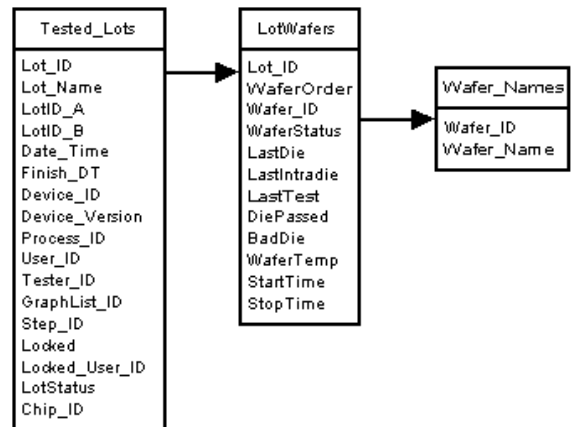 Tested_Lots
Lot_ID
Lot_Name
LotID_A
LotID_B
Date_Time
Finish_DT
Device_ID
Device_Version
Process_ID
User_ID
Tester_ID
GraphList_ID
Step_ID
Locked
Locked_User_ID
LotStatus
Chip_ID
LotWafers
Lot_ID
WaferOrder
Wafer_ID
WaferStatus
LastDie
LastIntradie
LastTest
DiePassed
BadDie
WaferTemp
StartTime
StopTime
Wafer_Names
Wafer_ID
Wafer_Name